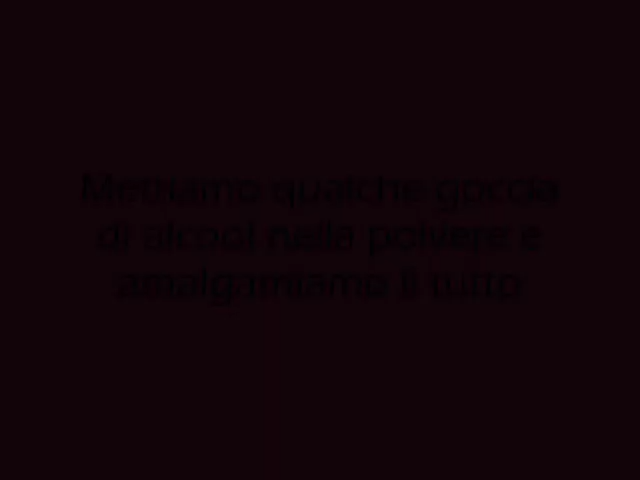 Mettiamo qualche goccia
di alcool nella polvere e
amalgamiamo il tutto